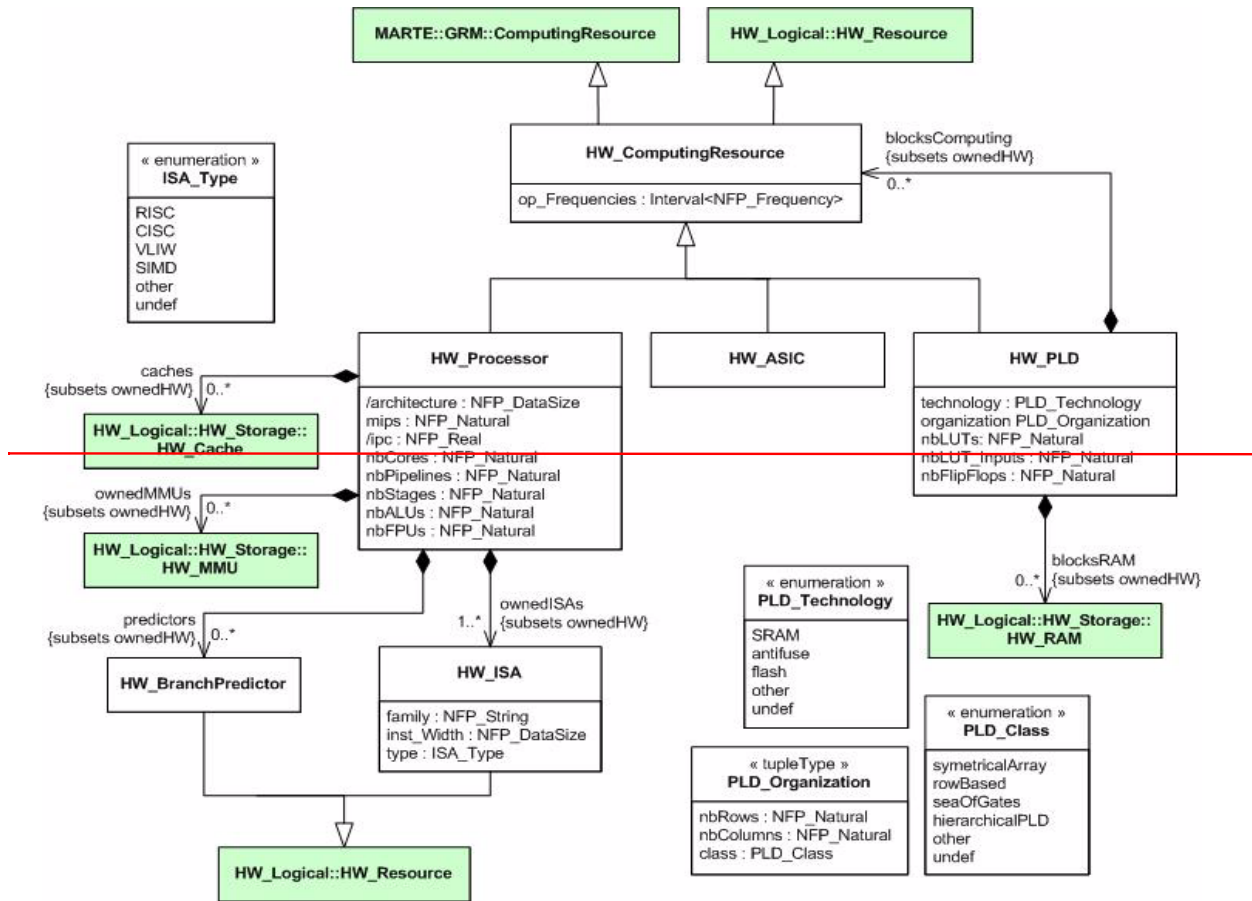 MARTE::GRM::ComputingResource
HW_Logical::HW_Resource
HW_ComputingResource
op_Frequencies : Interval<NFP_Frequency>
blocksComputing
{subsets ownedHW}
0..*
« enumeration »
ISA_Type
RISC
CISC
VLIW
SIMD
other
undef
HW_Processor
/architecture : NFP_DataSize
mips : NFP_Natural
/ipc : NFP_Real
nbCores : NFP_Natural
nbPipelines : NFP_Natural
nbStages : NFP_Natural
nbALUs : NFP_Natural
nbFPUs : NFP_Natural
HW_ASIC
HW_PLD
technology : PLD_Technology
organization PLD_Organization
nbLUTs: NFP_Natural
nbLUT_Inputs : NFP_Natural
nbFlipFlops : NFP_Natural
caches
{subsets ownedHW}
0..*
HW_Logical::HW_Storage::
HW_Cache
ownedMMUs
{subsets ownedHW}
0..*
HW_Logical::HW_Storage::
HW_MMU
predictors
{subsets ownedHW}
0..*
HW_BranchPredictor
ownedISAs
1..*
{subsets ownedHW}
HW_ISA
family : NFP_String
inst_Width : NFP_DataSize
type : ISA_Type
HW_Logical::HW_Resource
blocksRAM
0..*
{subsets ownedHW}
HW_Logical::HW_Storage::
HW_RAM
« enumeration »
PLD_Technology
SRAM
antifuse
flash
other
undef
« tupleType »
PLD_Organization
nbRows : NFP_Natural
nbColumns : NFP_Natural
class : PLD_Class
« enumeration »
PLD_Class
symetricalArray
rowBased
seaOfGates
hierarchicalPLD
other
undef